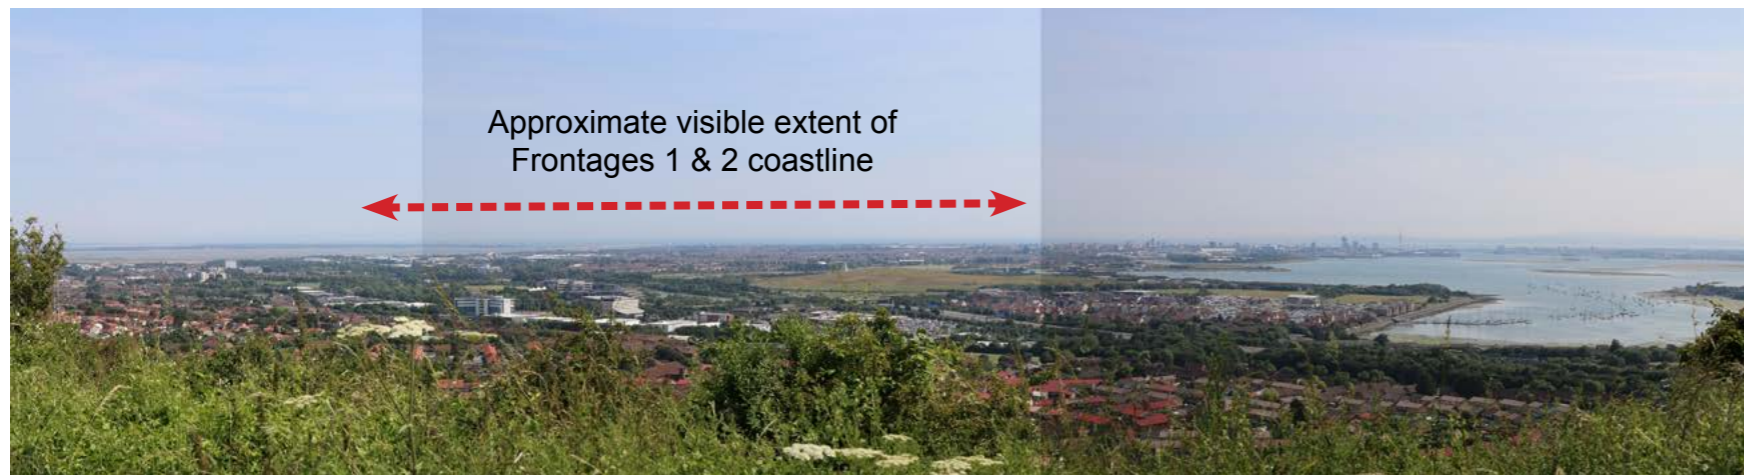 Approximate visible extent of
Frontages 1 & 2 coastline